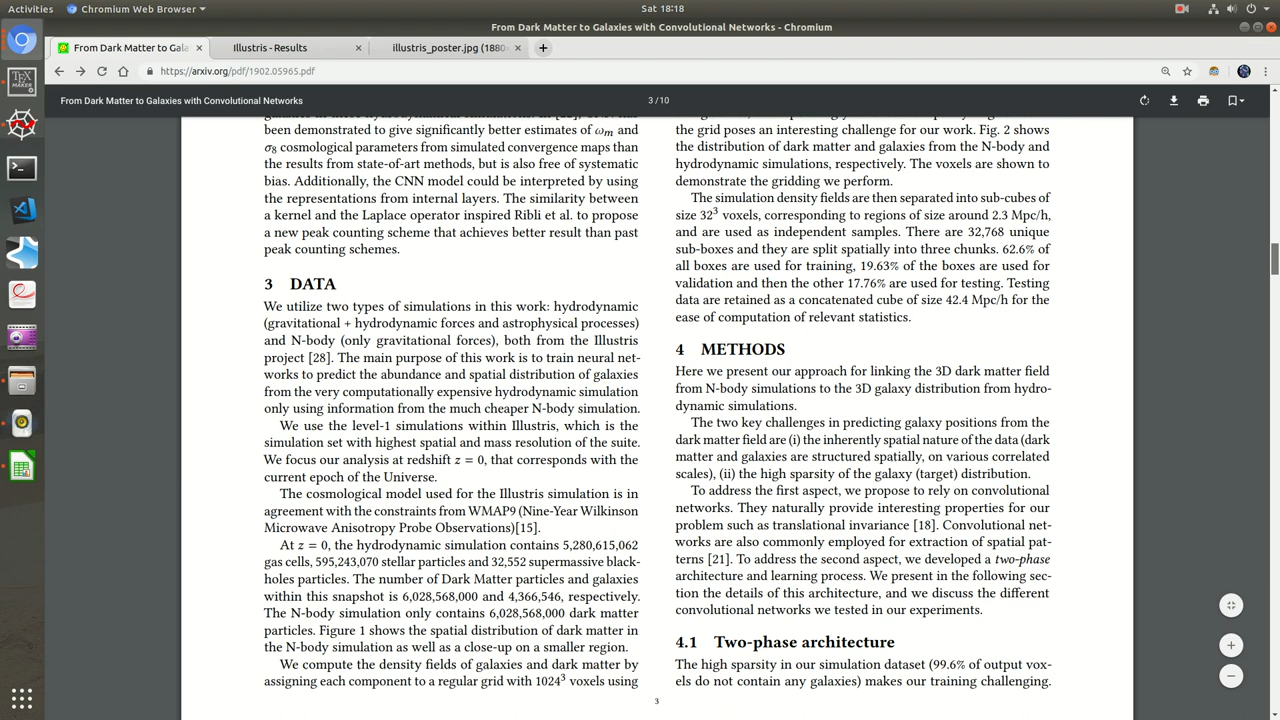 Activities
Chromium Web Browser
Sat 18:18
From Dark Matter to Galaxies with Convolutional Networks - Chromium
From Dark Matter to Gala
Illustris - Results
illustris_poster.jpg (1880
https://arxiv.org/pdf/1902.05965.pdf
From Dark Matter to Galaxies with Convolutional Networks
3 / 10
been demonstrated to give significantly better estimates of ωm and
σ8 cosmological parameters from simulated convergence maps than
the results from state-of-art methods, but is also free of systematic
bias. Additionally, the CNN model could be interpreted by using
the representations from internal layers. The similarity between
a kernel and the Laplace operator inspired Ribli et al. to propose
a new peak counting scheme that achieves better result than past
peak counting schemes.
3 DATA
We utilize two types of simulations in this work: hydrodynamic
(gravitational + hydrodynamic forces and astrophysical processes)
and N-body (only gravitational forces), both from the Illustris
project [28]. The main purpose of this work is to train neural net-
works to predict the abundance and spatial distribution of galaxies
from the very computationally expensive hydrodynamic simulation
only using information from the much cheaper N-body simulation.
We use the level-1 simulations within Illustris, which is the
simulation set with highest spatial and mass resolution of the suite.
We focus our analysis at redshift z = 0, that corresponds with the
current epoch of the Universe.
The cosmological model used for the Illustris simulation is in
agreement with the constraints from WMAP9 (Nine-Year Wilkinson
Microwave Anisotropy Probe Observations)[15].
At z = 0, the hydrodynamic simulation contains 5,280,615,062
gas cells, 595,243,070 stellar particles and 32,552 supermassive black-
holes particles. The number of Dark Matter particles and galaxies
within this snapshot is 6,028,568,000 and 4,366,546, respectively.
The N-body simulation only contains 6,028,568,000 dark matter
particles. Figure 1 shows the spatial distribution of dark matter in
the N-body simulation as well as a close-up on a smaller region.
We compute the density fields of galaxies and dark matter by
assigning each component to a regular grid with 1024³ voxels using
the grid poses an interesting challenge for our work. Fig. 2 shows
the distribution of dark matter and galaxies from the N-body and
hydrodynamic simulations, respectively. The voxels are shown to
demonstrate the gridding we perform.
The simulation density fields are then separated into sub-cubes of
size 32³ voxels, corresponding to regions of size around 2.3 Mpc/h,
and are used as independent samples. There are 32,768 unique
sub-boxes and they are split spatially into three chunks. 62.6% of
all boxes are used for training, 19.63% of the boxes are used for
validation and then the other 17.76% are used for testing. Testing
data are retained as a concatenated cube of size 42.4 Mpc/h for the
ease of computation of relevant statistics.
4 METHODS
Here we present our approach for linking the 3D dark matter field
from N-body simulations to the 3D galaxy distribution from hydro-
dynamic simulations.
The two key challenges in predicting galaxy positions from the
dark matter field are (i) the inherently spatial nature of the data (dark
matter and galaxies are structured spatially, on various correlated
scales), (ii) the high sparsity of the galaxy (target) distribution.
To address the first aspect, we propose to rely on convolutional
networks. They naturally provide interesting properties for our
problem such as translational invariance [18]. Convolutional net-
works are also commonly employed for extraction of spatial pat-
terns [21]. To address the second aspect, we developed a two-phase
architecture and learning process. We present in the following sec-
tion the details of this architecture, and we discuss the different
convolutional networks we tested in our experiments.
4.1 Two-phase architecture
The high sparsity in our simulation dataset (99.6% of output vox-
els do not contain any galaxies) makes our training challenging.
3